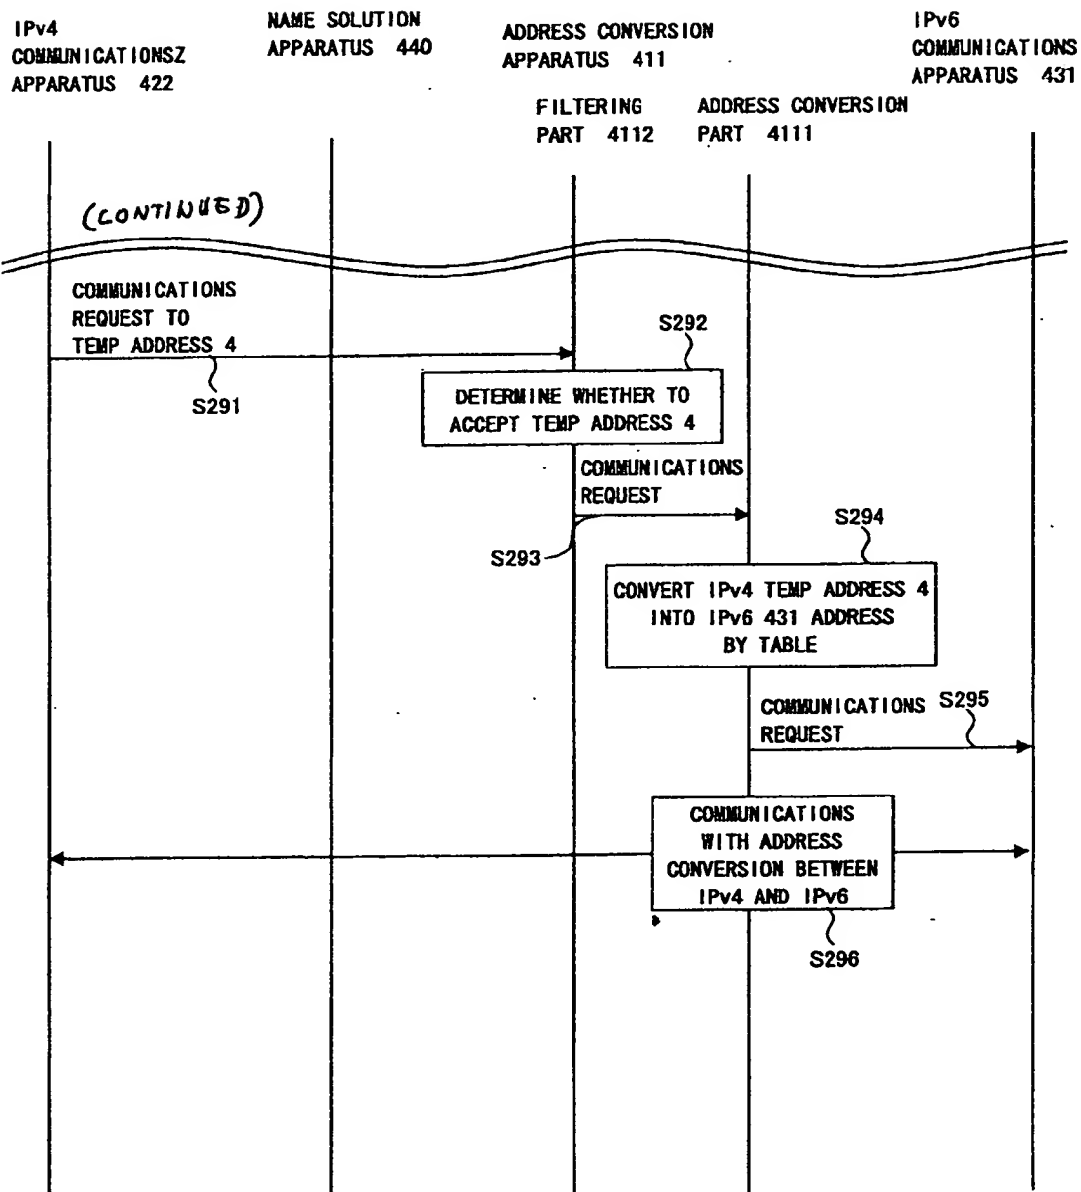 IPv4
COMMUNICATIONSZ
APPARATUS 422
NAME SOLUTION
APPARATUS 440
ADDRESS CONVERSION
APPARATUS 411
IPv6
COMMUNICATIONS
APPARATUS 431
FILTERING
PART 4112
ADDRESS CONVERSION
PART 4111
(CONTINUED)
COMMUNICATIONS
REQUEST TO
TEMP ADDRESS 4
S291
S292
DETERMINE WHETHER TO
ACCEPT TEMP ADDRESS 4
COMMUNICATIONS
REQUEST
S293
S294
CONVERT IPv4 TEMP ADDRESS 4
INTO IPv6 431 ADDRESS
BY TABLE
COMMUNICATIONS
REQUEST
S295
COMMUNICATIONS
WITH ADDRESS
CONVERSION BETWEEN
IPv4 AND IPv6
S296